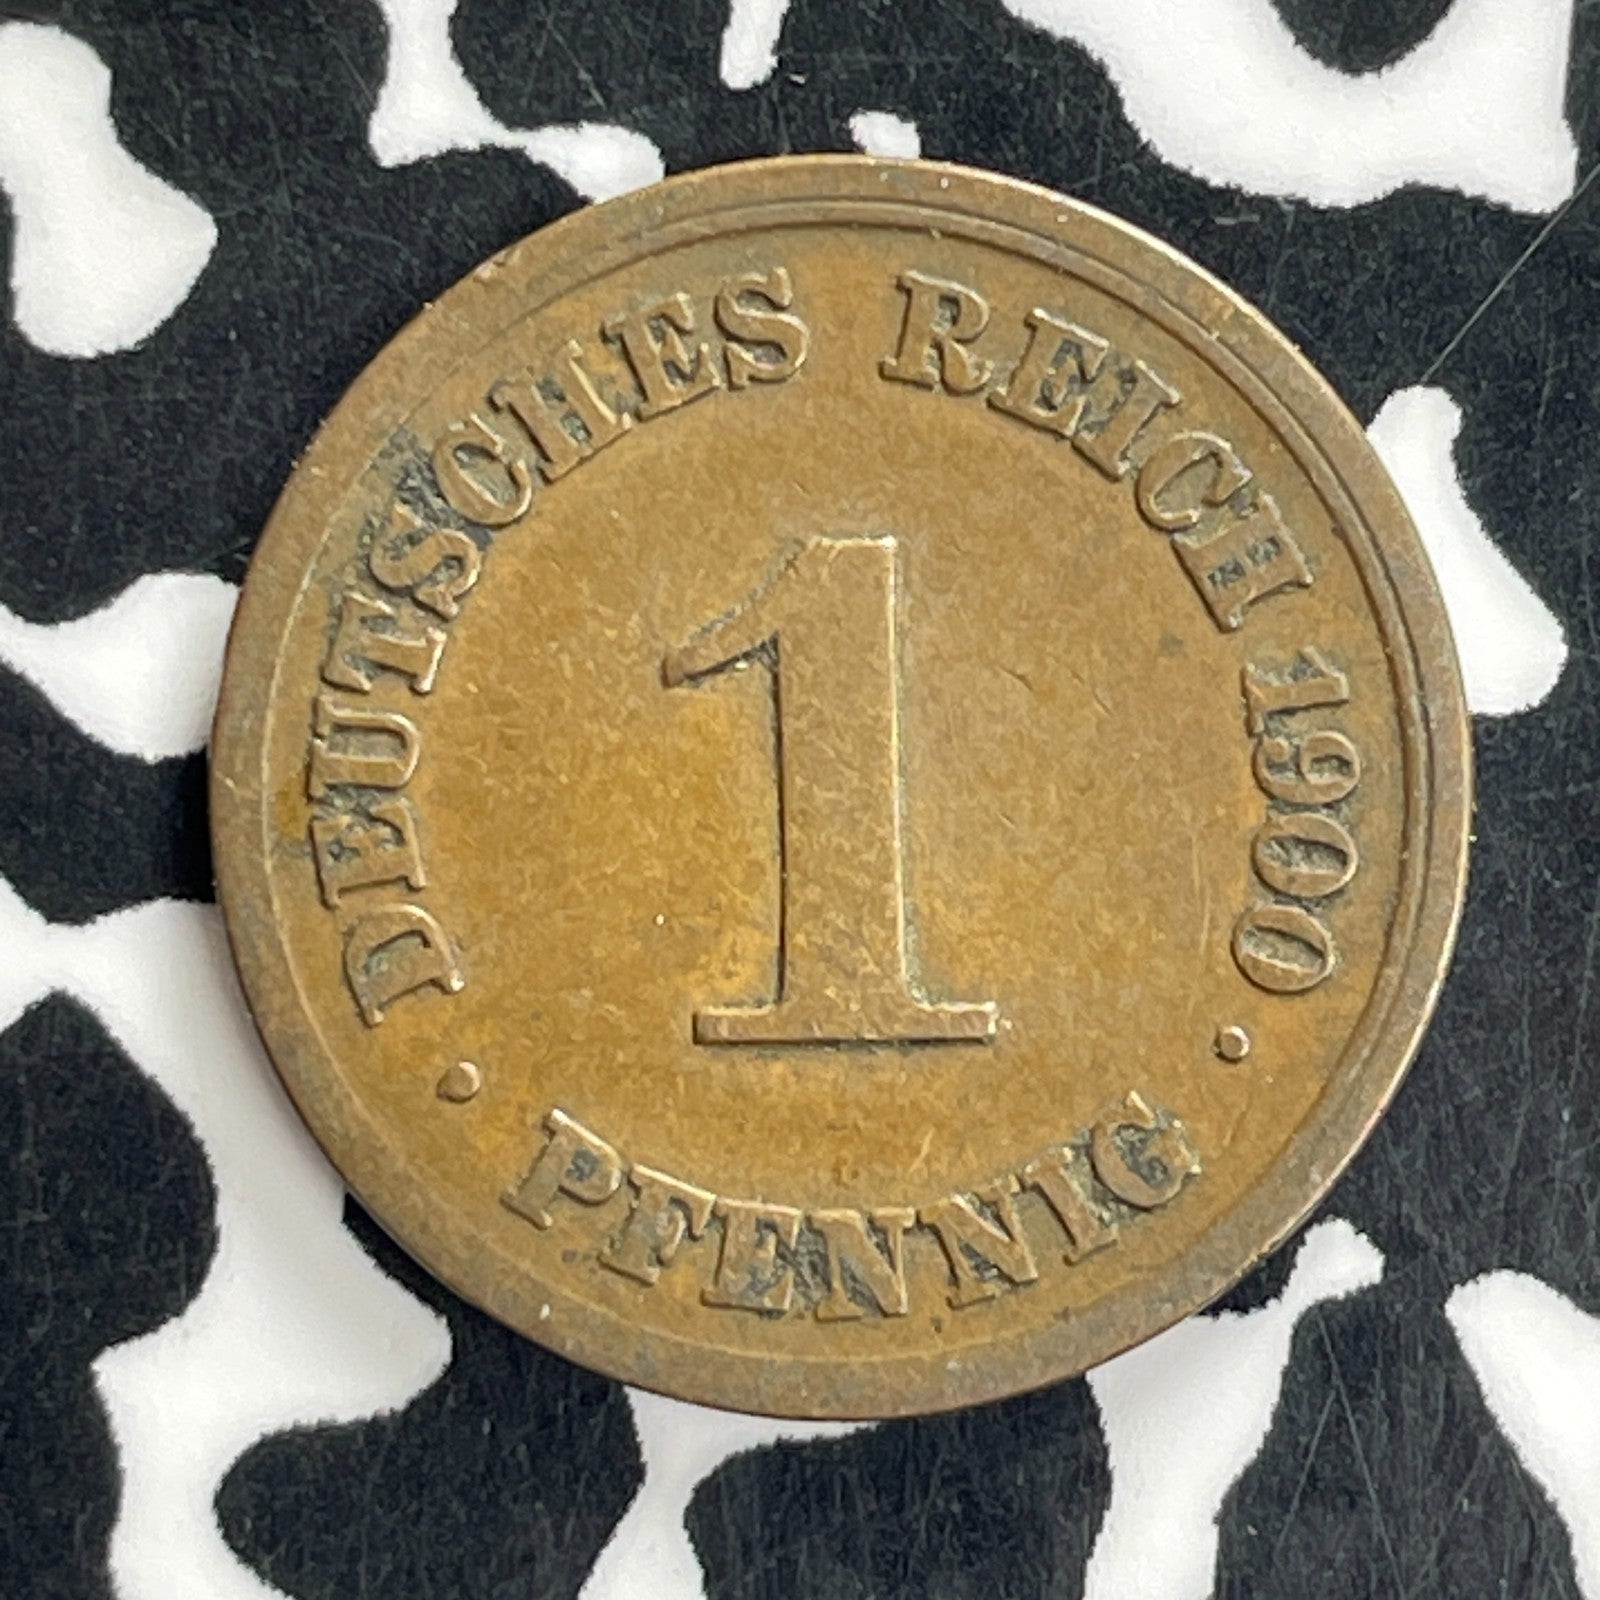 DEUTSCHES REICH 1900
1
· PFENNIG ·